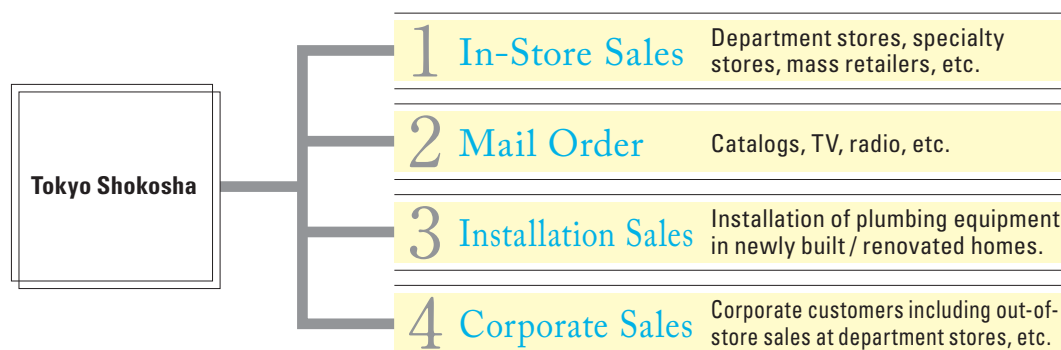 Tokyo Shokosha
1 In-Store Sales
Department stores, specialty
stores, mass retailers, etc.
2 Mail Order
Catalogs, TV, radio, etc.
3 Installation Sales
Installation of plumbing equipment
in newly built / renovated homes.
4 Corporate Sales
Corporate customers including out-of-
store sales at department stores, etc.